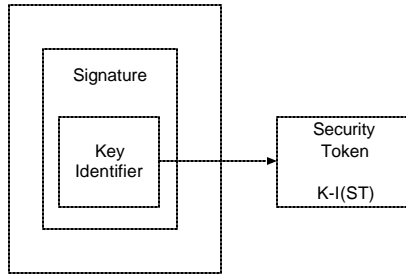 Signature
Key
Identifier
Security
Token
K-I(ST)